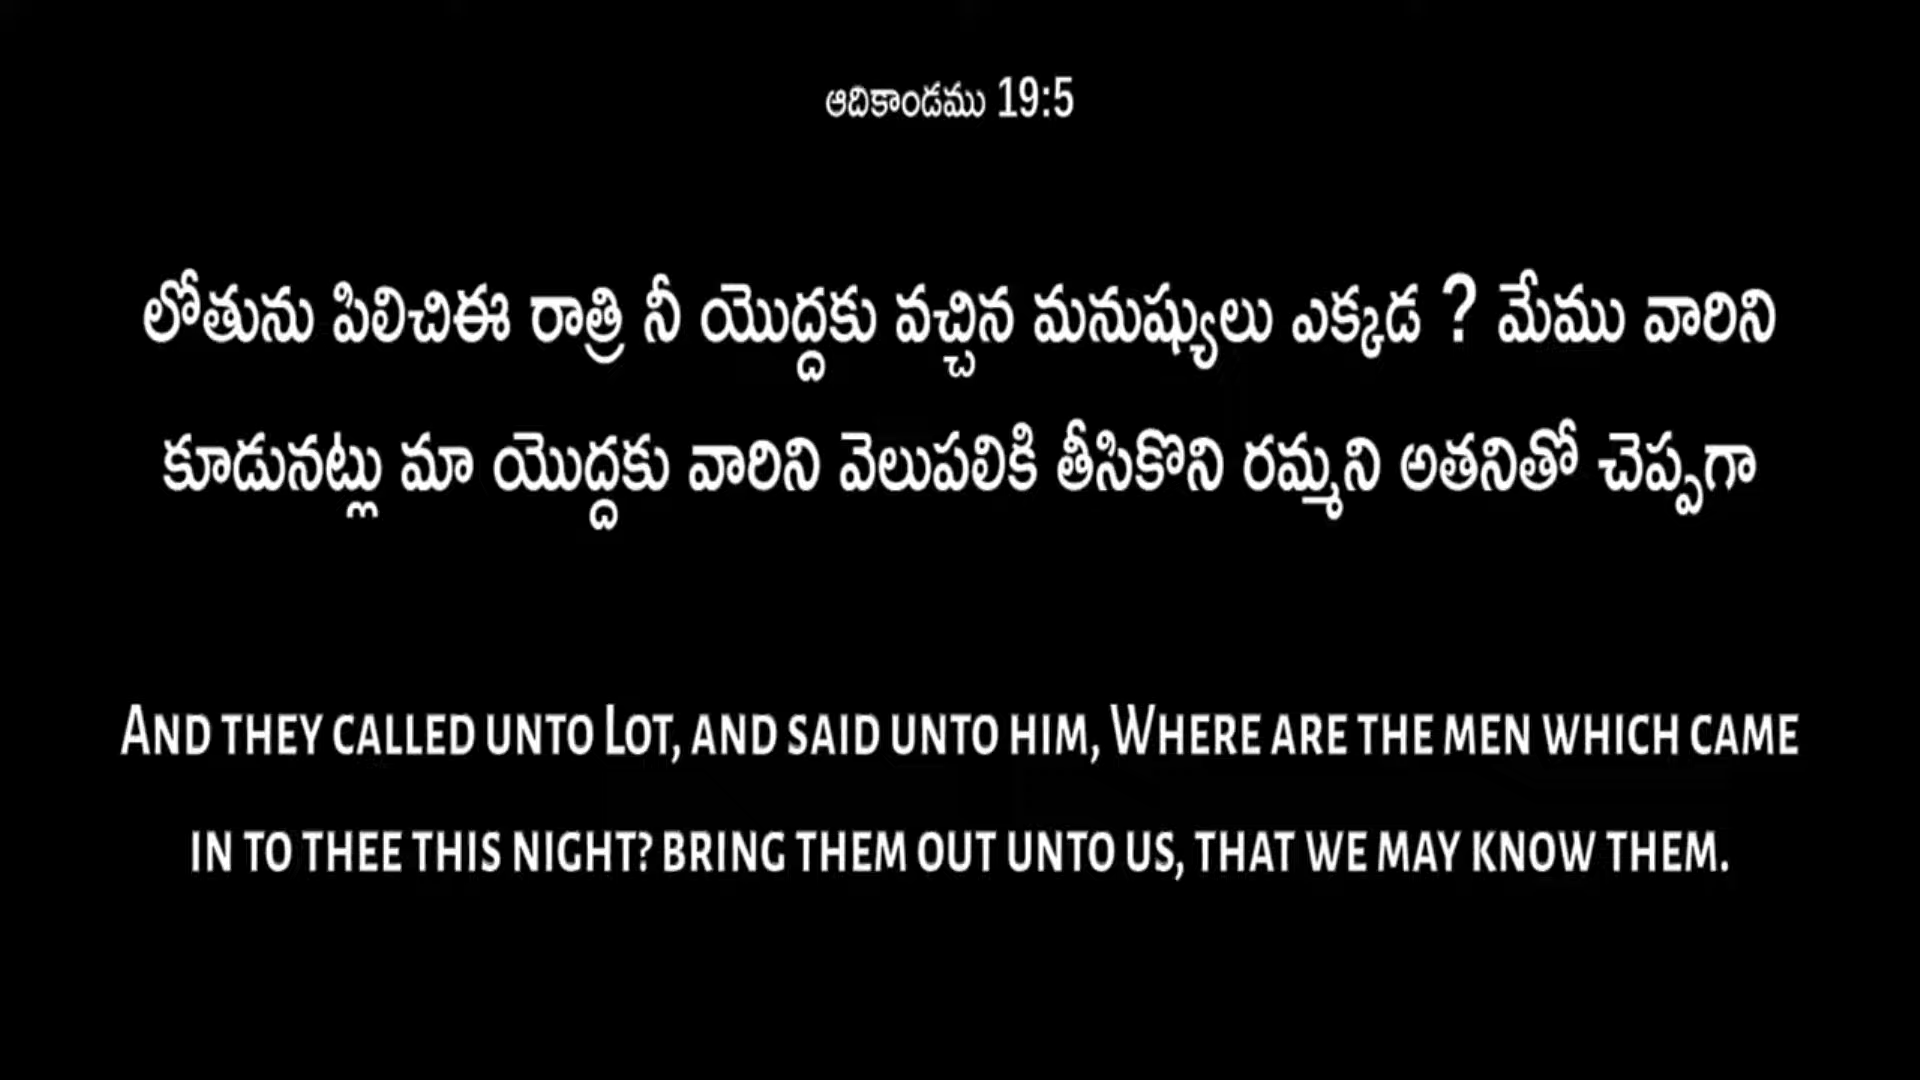 ఆదికాండము 19:5
లోతును పిలిచిఈ రాత్రి నీ యొద్దకు వచ్చిన మనుష్యులు ఎక్కడ ? మేము వారిని
కూడునట్లు మా యొద్దకు వారిని వెలుపలికి తీసికొని రమ్మని అతనితో చెప్పగా
And they called unto Lot, and said unto him, Where are the men which came
in to thee this night? bring them out unto us, that we may know them.